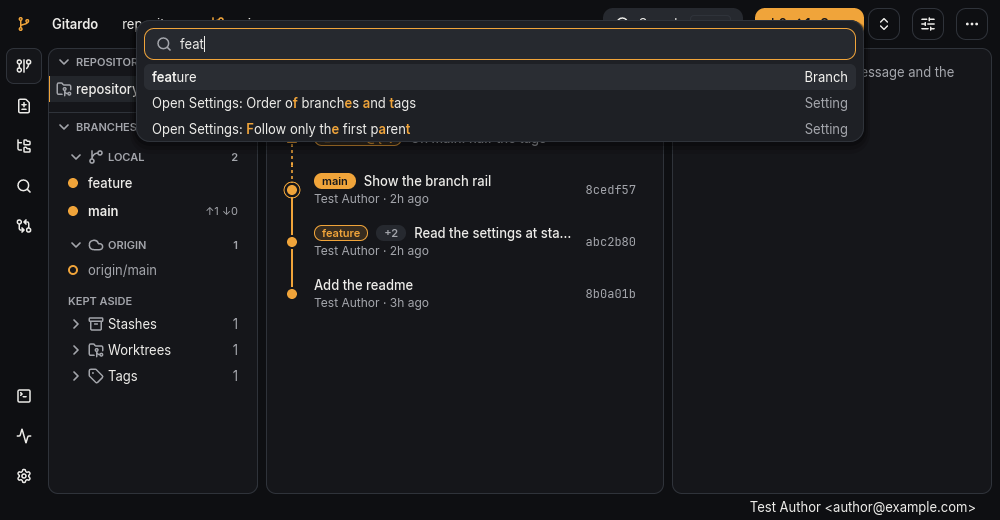 Gitardo
feat
feature Branch
Open Settings: Order of branches and tags Setting
Open Settings: Follow only the first parent Setting
REPOSITOR
repository
BRANCHES
LOCAL 2
feature
main ↑1 ↓0
ORIGIN 1
origin/main
KEPT ASIDE
Stashes 1
Worktrees 1
Tags 1
main Show the branch rail 8cedf57
Test Author · 2h ago
feature +2 Read the settings at sta... abc2b80
Test Author · 2h ago
Add the readme 8b0a01b
Test Author · 3h ago
essage and the
Test Author <author@example.com>